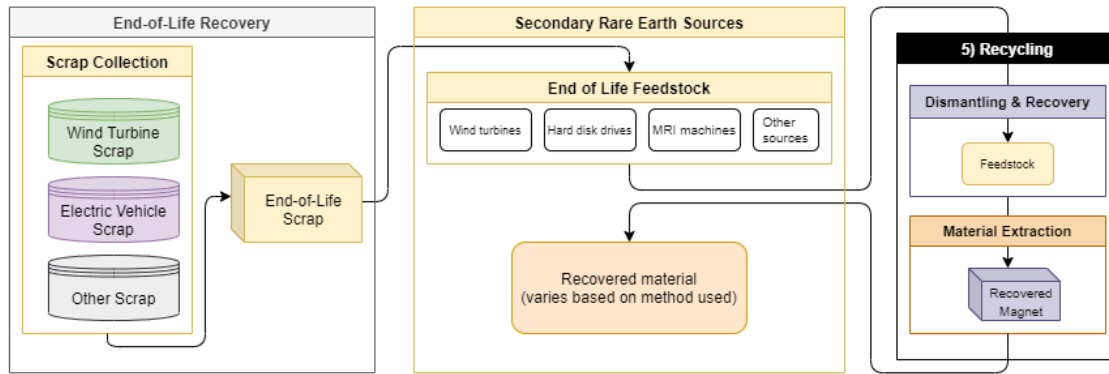 End-of-Life Recovery
Scrap Collection
Wind Turbine
Scrap
Electric Vehicle
Scrap
Other Scrap
End-of-Life
Scrap
Secondary Rare Earth Sources
End of Life Feedstock
Wind turbines
Hard disk drives
MRI machines
Other
sources
Recovered material
(varies based on method used)
5) Recycling
Dismantling & Recovery
Feedstock
Material Extraction
Recovered
Magnet